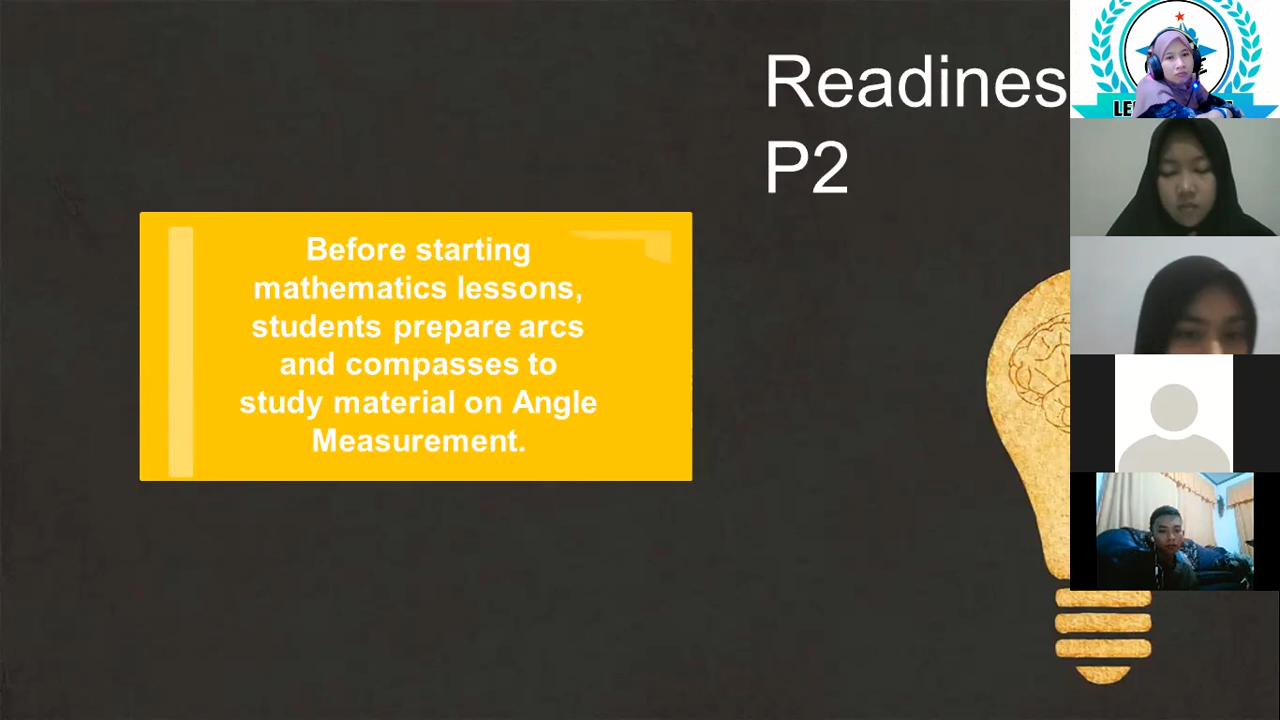 Readines
P2
Before starting
mathematics lessons,
students prepare arcs
and compasses to
study material on Angle
Measurement.